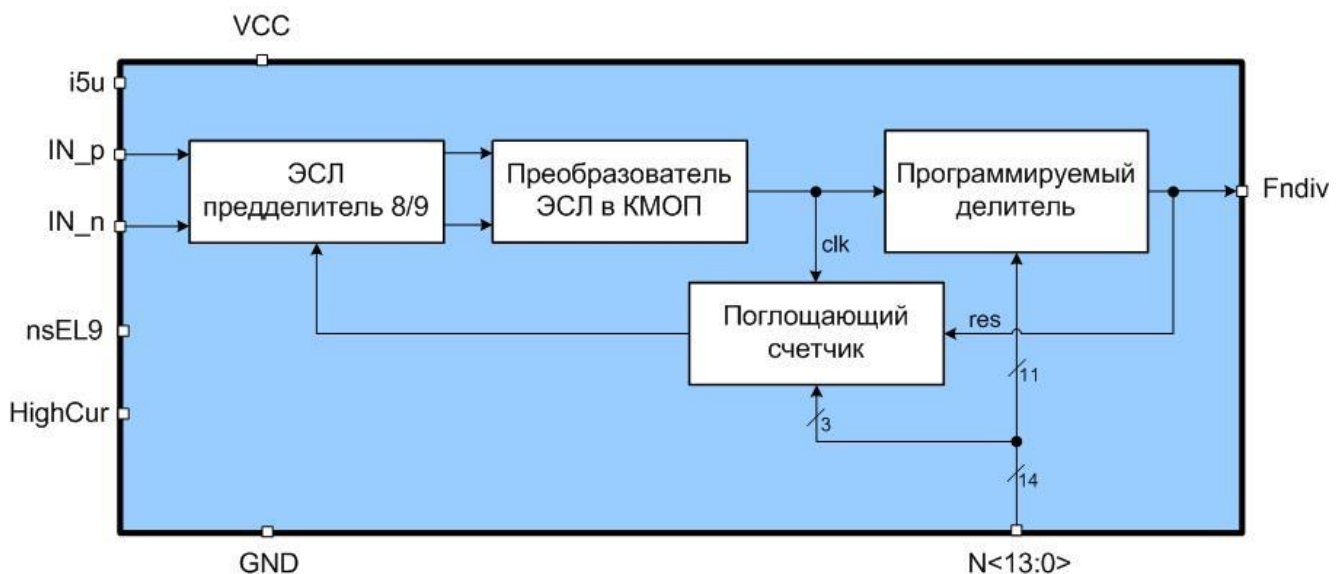 VCC
i5u
IN_p
IN_n
nsEL9
HighCur
ЭСЛ
предделитель 8/9
Преобразователь
ЭСЛ в КМОП
Программируемый
делитель
Fndiv
clk
Поглощающий
счетчик
res
11
3
14
GND
N<13:0>